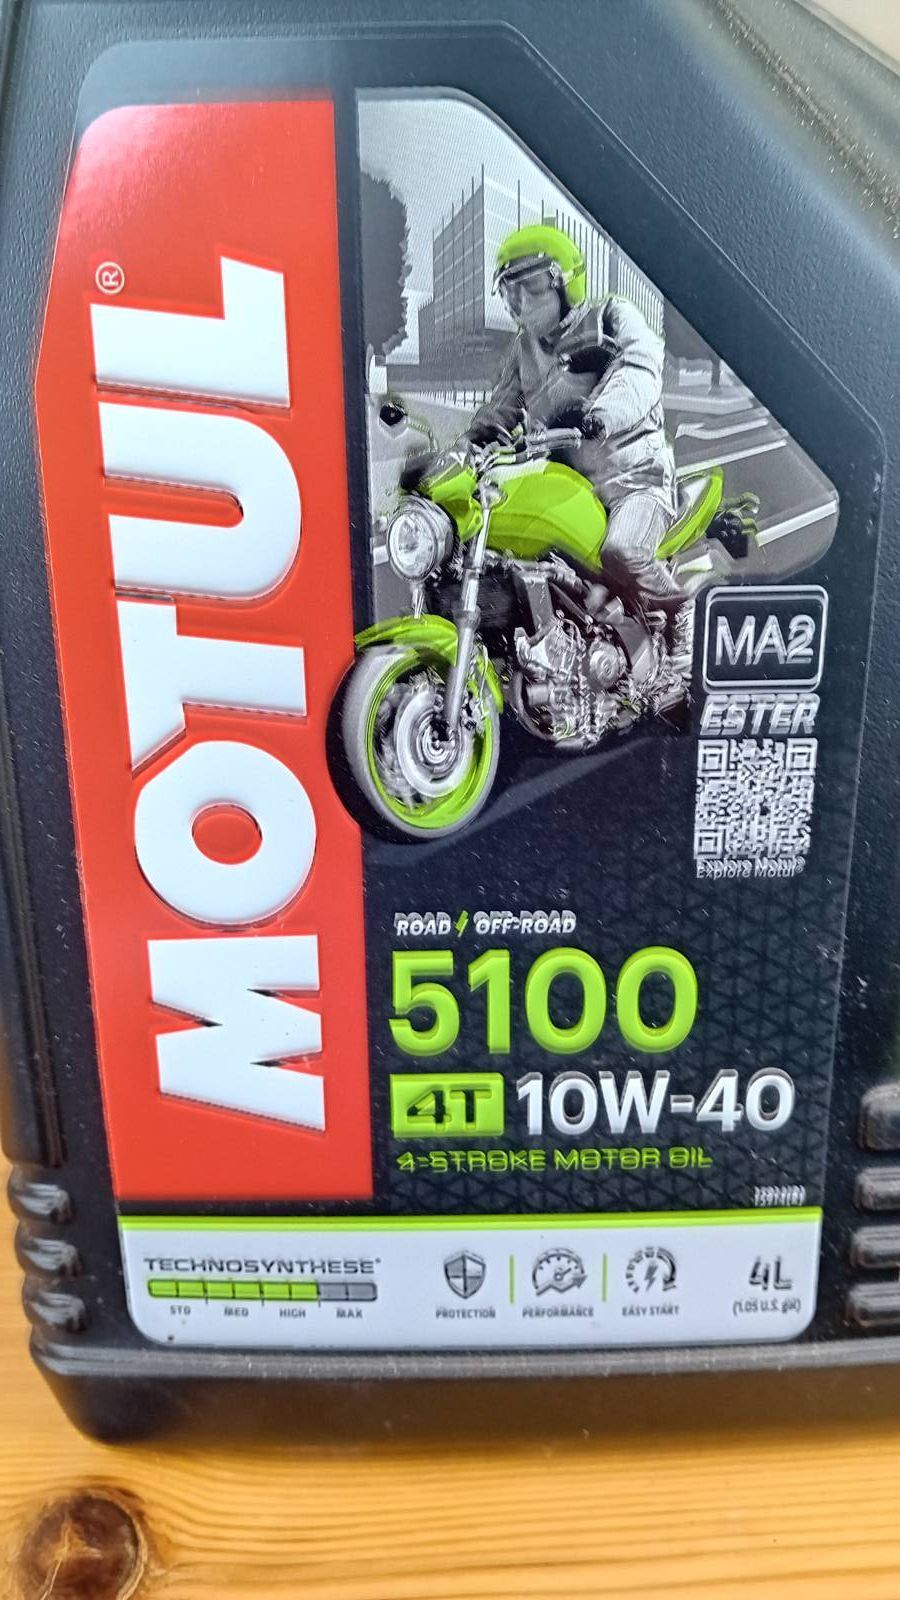 MOTUL®
MA2
ESTER
Explore Motul®
ROAD OFF-ROAD
5100
4T 10W-40
4-STROKE MOTOR OIL
TECHNOSYNTHESE®
STD MED HIGH MAX
PROTECTION PERFORMANCE EASY START
4L
(1.05 U.S. gal)